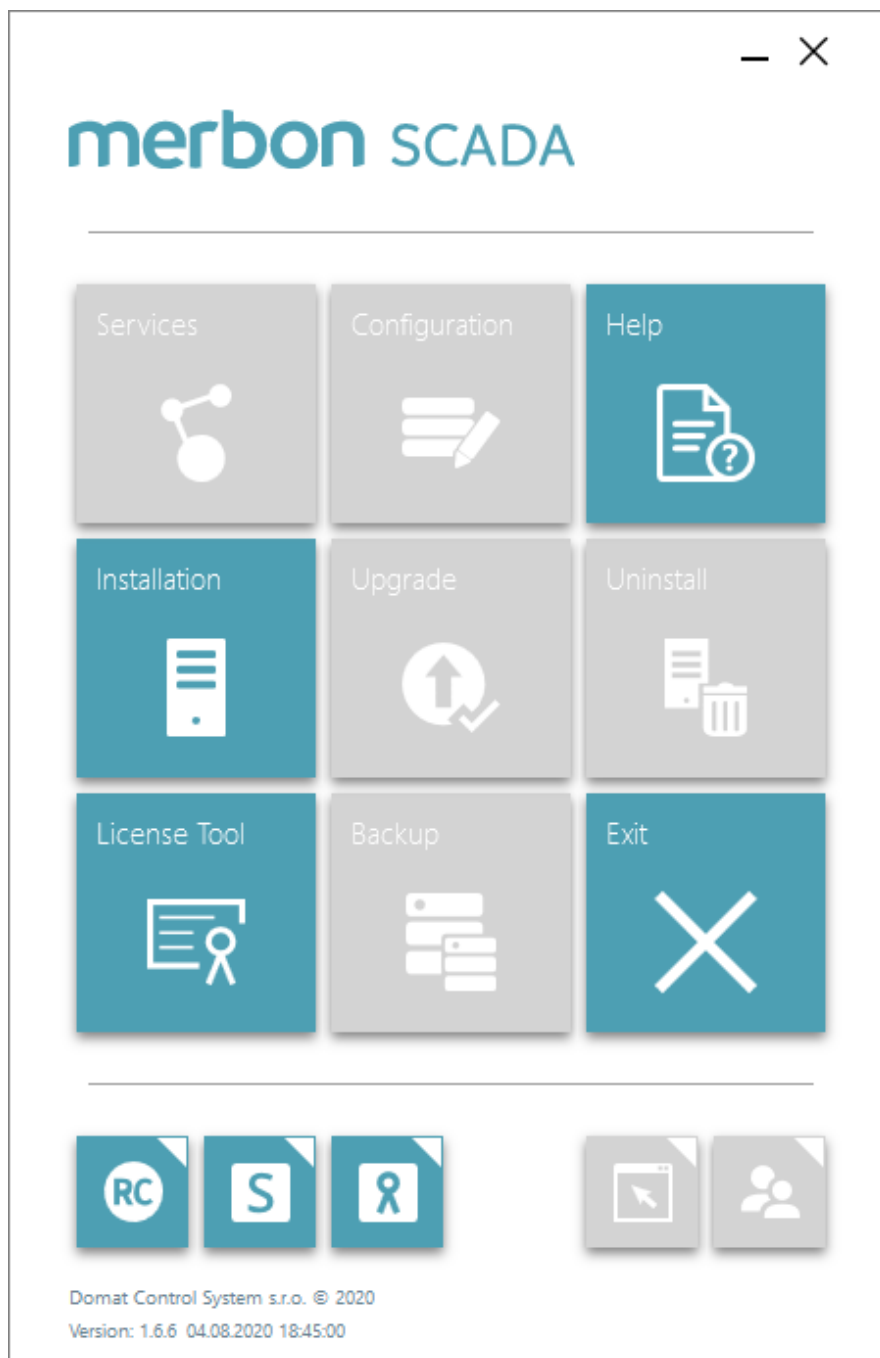 merbon SCADA
Services
Configuration
Help
?
Installation
Upgrade
Uninstall
License Tool
Backup
Exit
RC
S
Domat Control System s.r.o. © 2020
Version: 1.6.6 04.08.2020 18:45:00